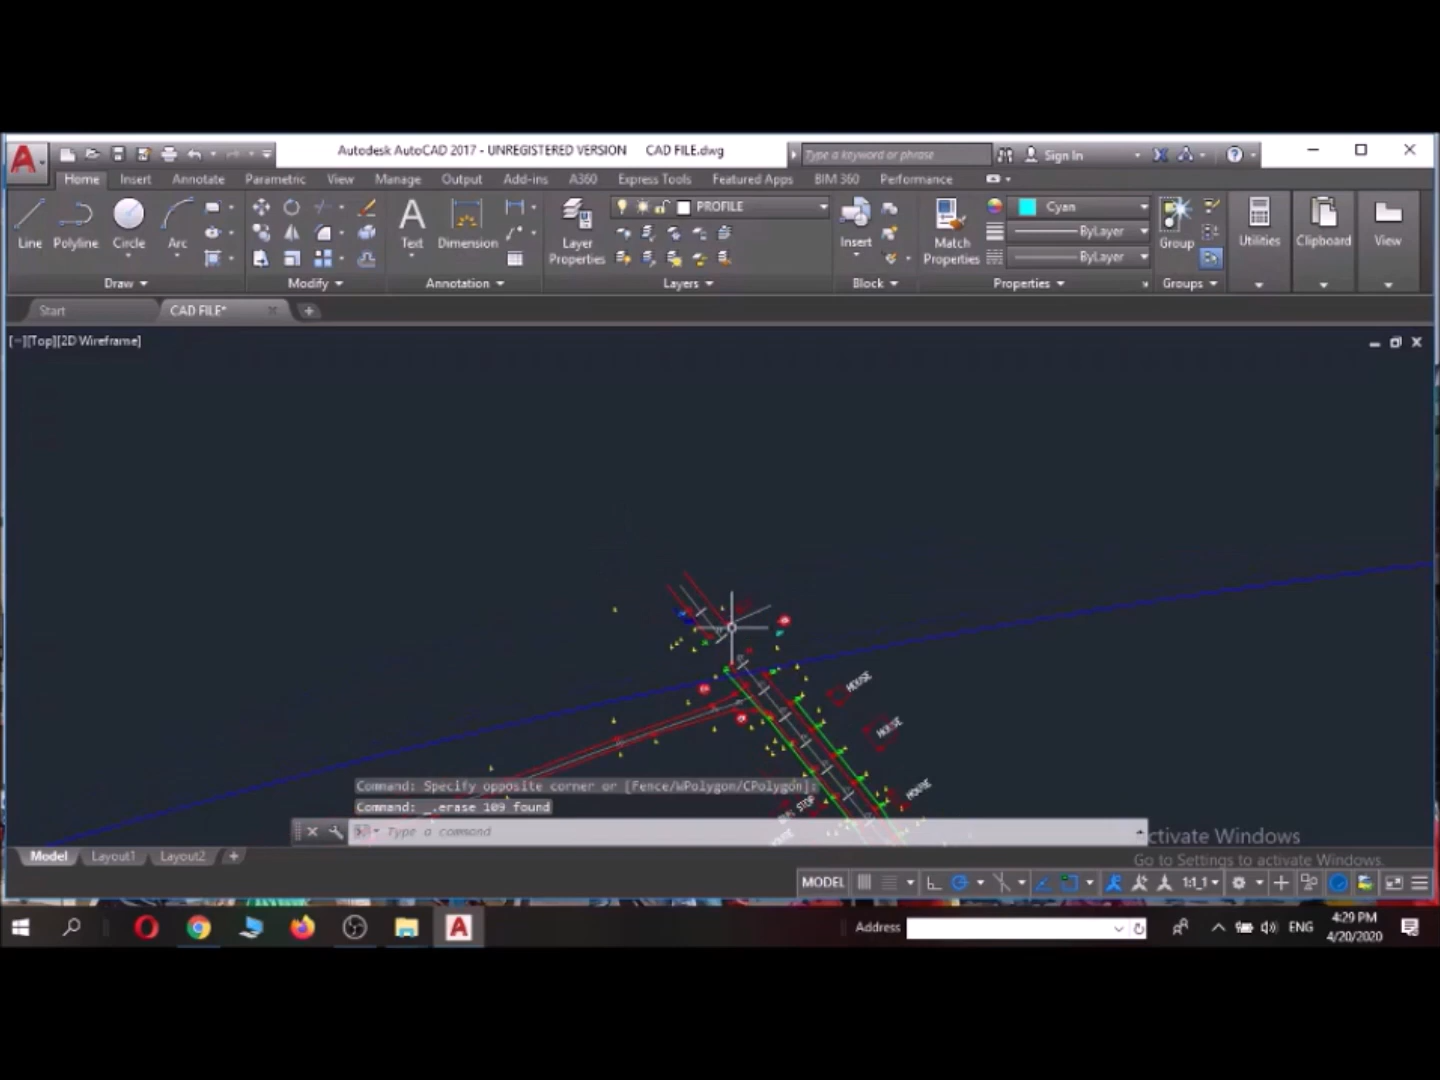 Autodesk AutoCAD 2017 - UNREGISTERED VERSION CAD FILE.dwg
Type a keyword or phrase
Sign In
Home Insert Annotate Parametric View Manage Output Add-ins A360 Express Tools Featured Apps BIM 360 Performance
PROFILE
Cyan
ByLayer
ByLayer
Line Polyline Circle Arc
Text Dimension
Layer Properties
Insert
Match Properties
Group
Utilities Clipboard View
Draw Modify Annotation Layers Block Properties Groups
Start CAD FILE*
[−][Top][2D Wireframe]
HOUSE
HOUSE
HOUSE
STOP
Command: Specify opposite corner or [Fence/WPolygon/CPolygon]:
Command: _.erase 109 found
Type a command
ctivate Windows
Go to Settings to activate Windows.
Model Layout1 Layout2
MODEL
1:1_1
Address
ENG
4:29 PM
4/20/2020